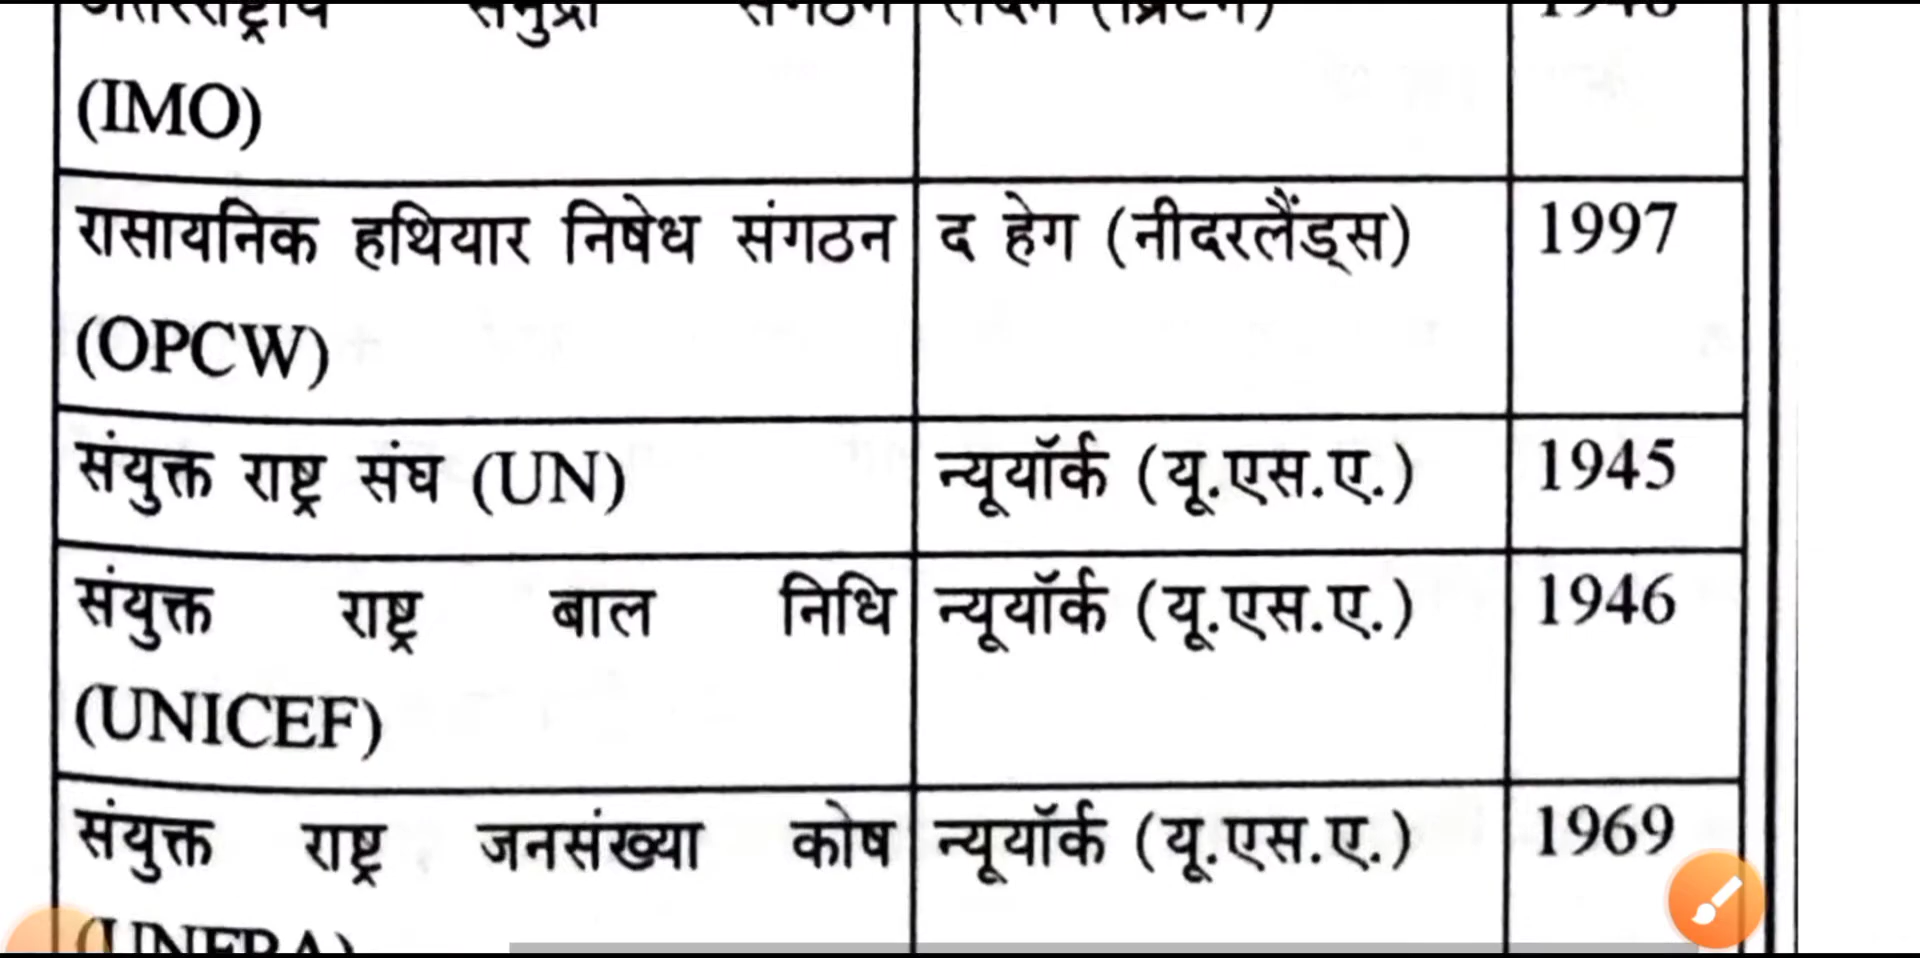 (IMO)
रासायनिक हथियार निषेध संगठन द हेग (नीदरलैंड्स) 1997
(OPCW)
संयुक्त राष्ट्र संघ (UN) न्यूयॉर्क (यू.एस.ए.) 1945
संयुक्त राष्ट्र बाल निधि न्यूयॉर्क (यू.एस.ए.) 1946
(UNICEF)
संयुक्त राष्ट्र जनसंख्या कोष न्यूयॉर्क (यू.एस.ए.) 1969